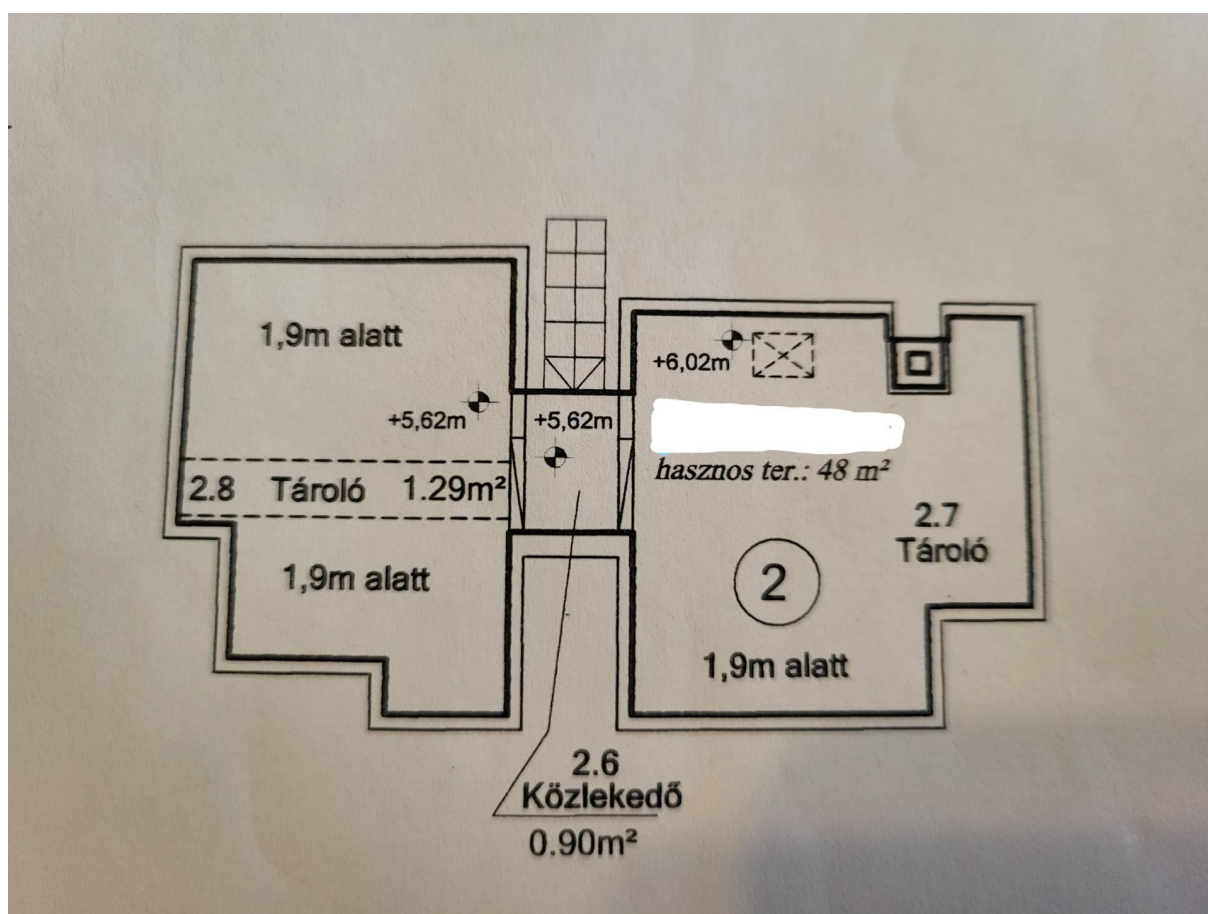 1,9m alatt
+5,62m
2.8 Tároló 1.29m²
1,9m alatt
+5,62m
+6,02m
hasznos ter.: 48 m²
2.7
Tároló
2
1,9m alatt
2.6
Közlekedő
0.90m²